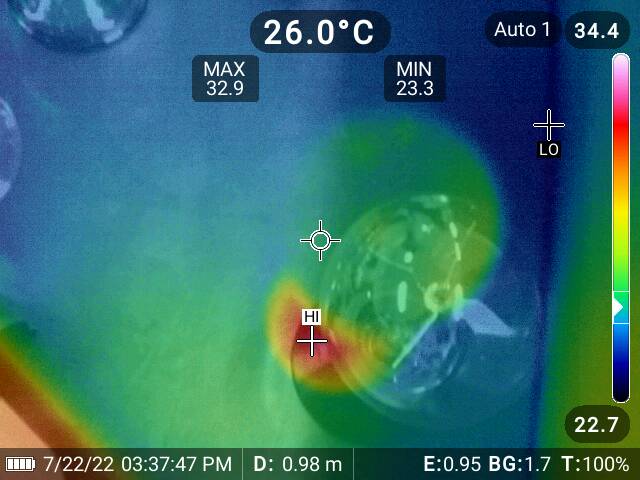 26.0°C
Auto 1
34.4
MAX
32.9
MIN
23.3
LO
HI
22.7
7/22/22 03:37:47 PM
D: 0.98 m
E:0.95 BG:1.7 T:100%